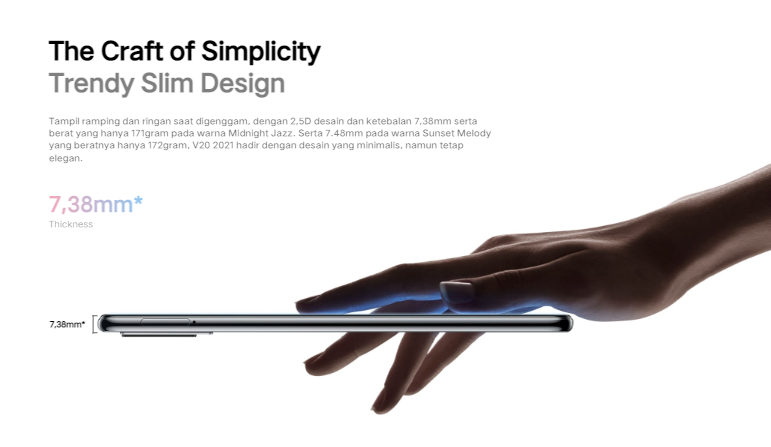 The Craft of Simplicity
Trendy Slim Design
Tampil ramping dan ringan saat digenggam, dengan 2,5D desain dan ketebalan 7,38mm serta
berat yang hanya 171gram pada warna Midnight Jazz. Serta 7.48mm pada warna Sunset Melody
yang beratnya hanya 172gram, V20 2021 hadir dengan desain yang minimalis, namun tetap
elegan.
7,38mm*
Thickness
7,38mm*